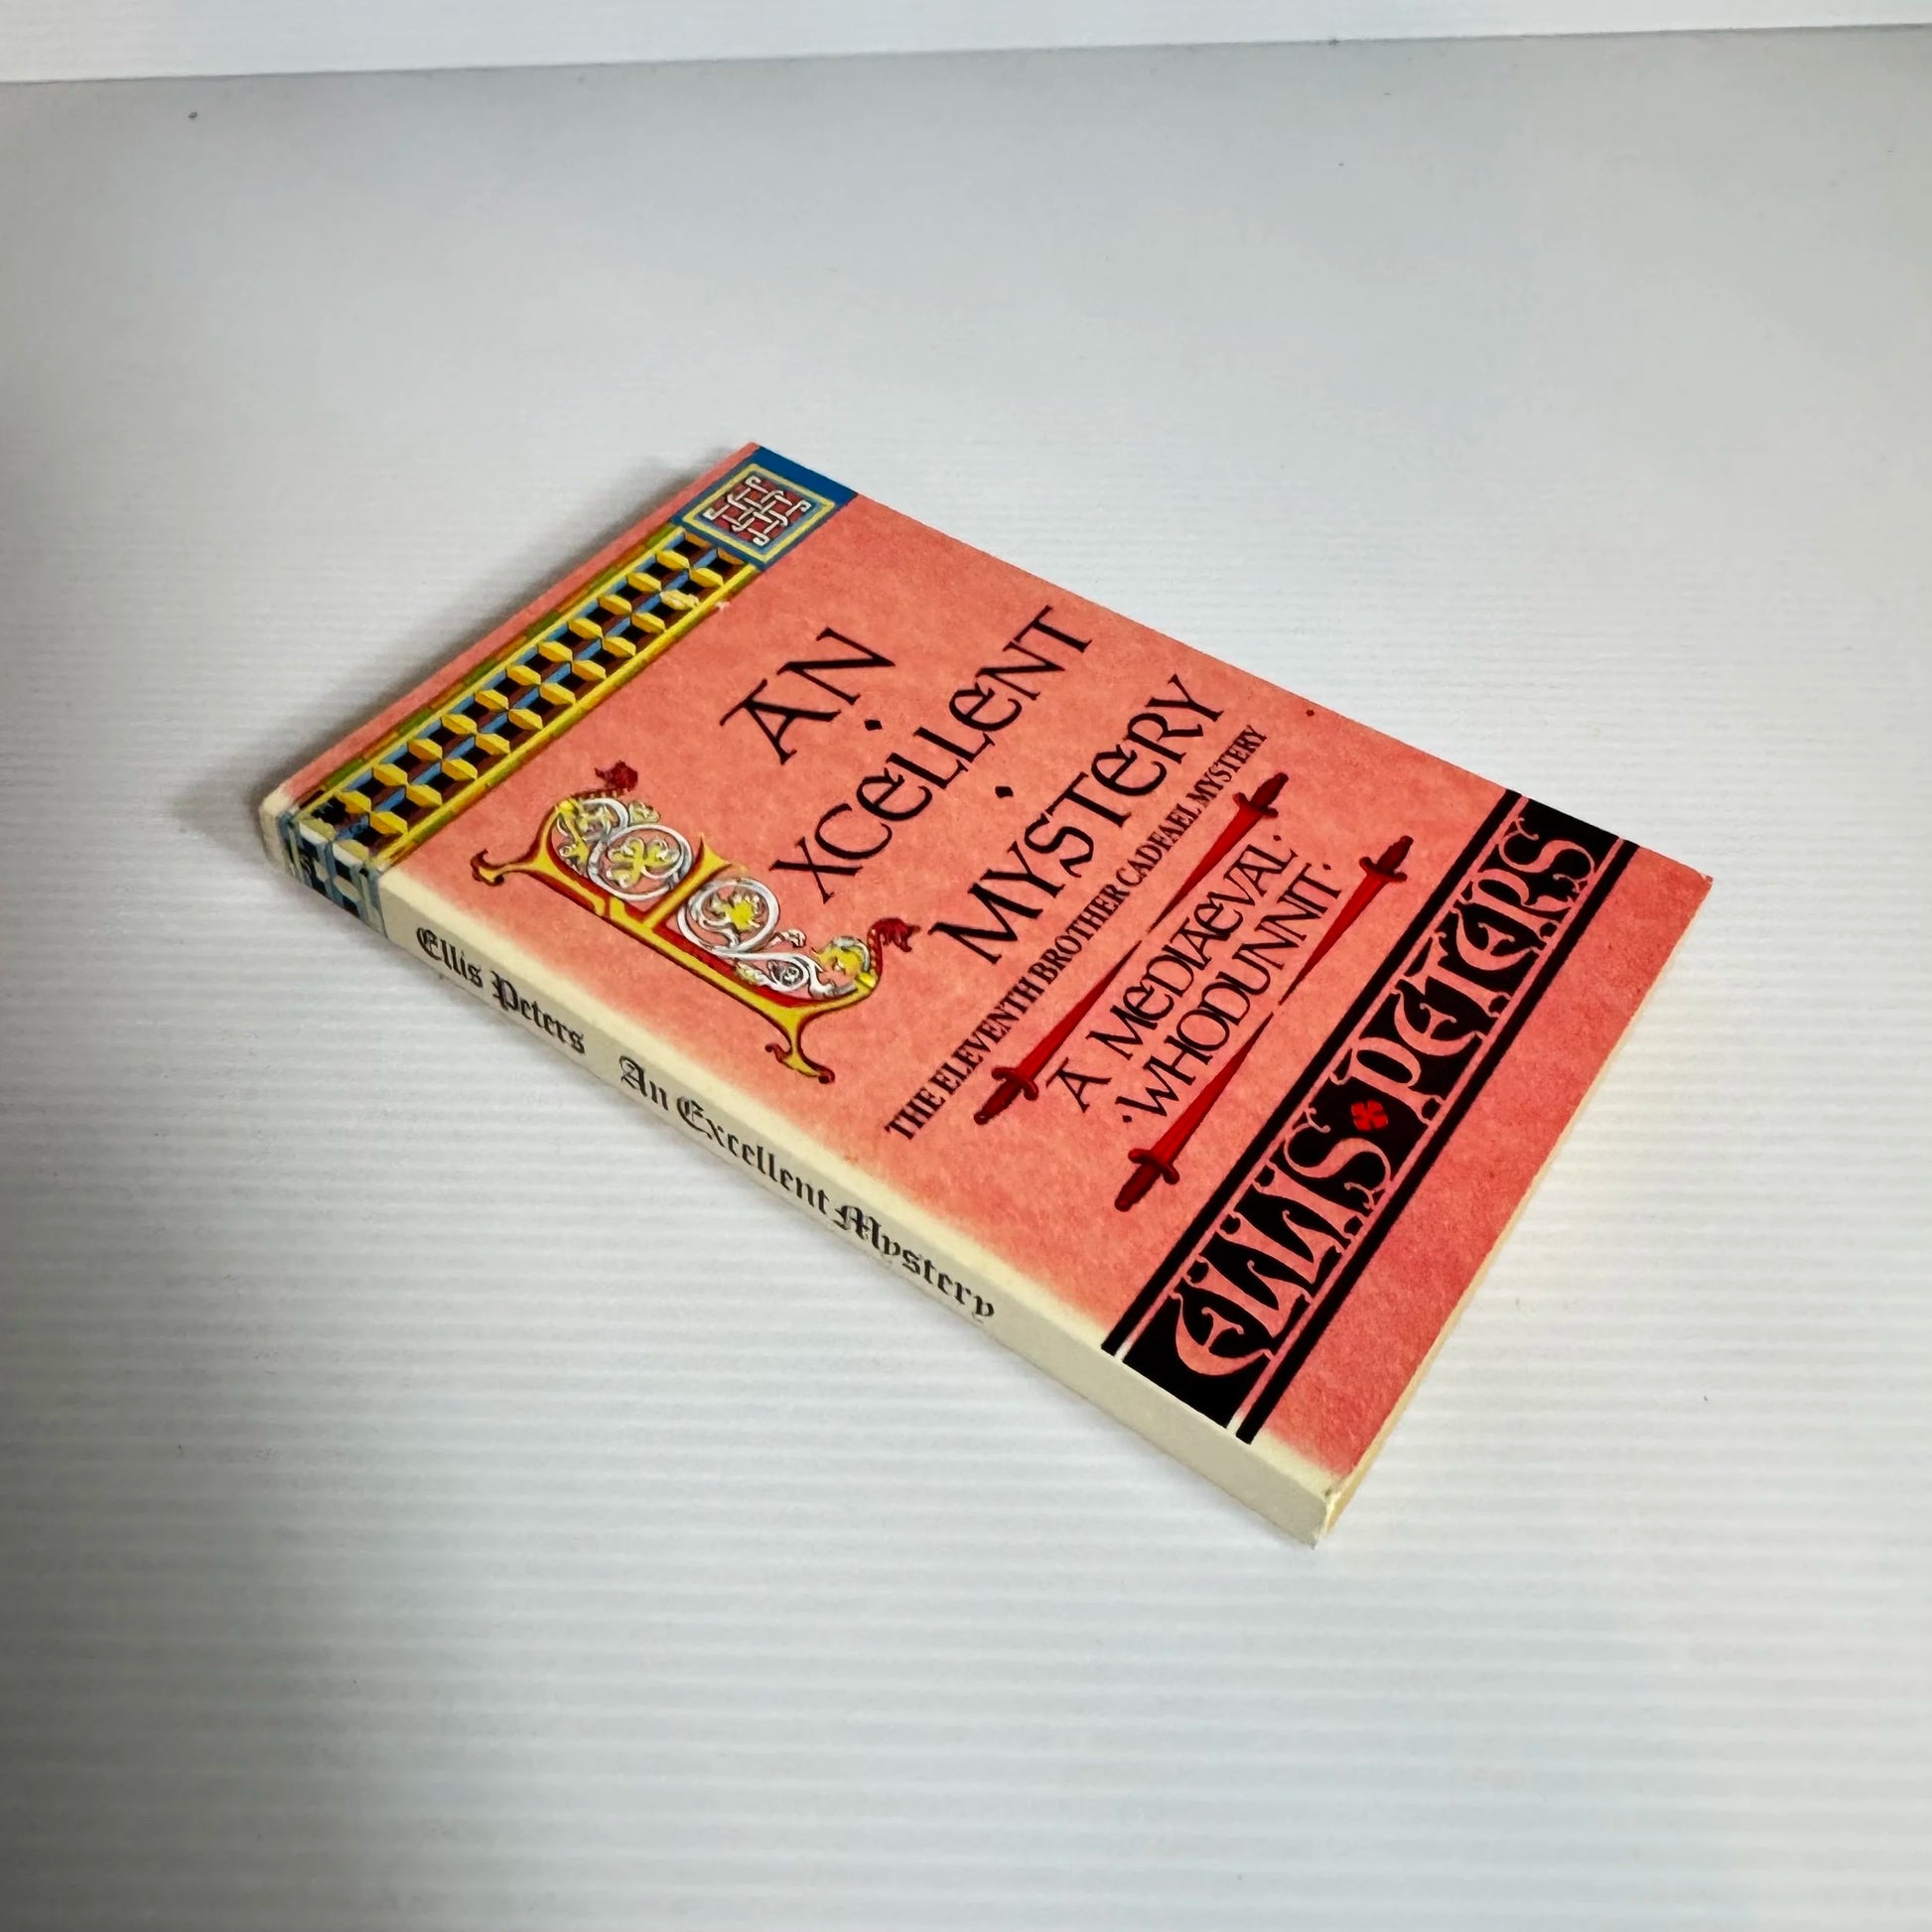 AN
EXCELLENT
MYSTERY
THE ELEVENTH BROTHER CADFAEL MYSTERY
A MEDIAEVAL
WHODUNNIT
ELLIS PETERS
Ellis Peters An Excellent Mystery